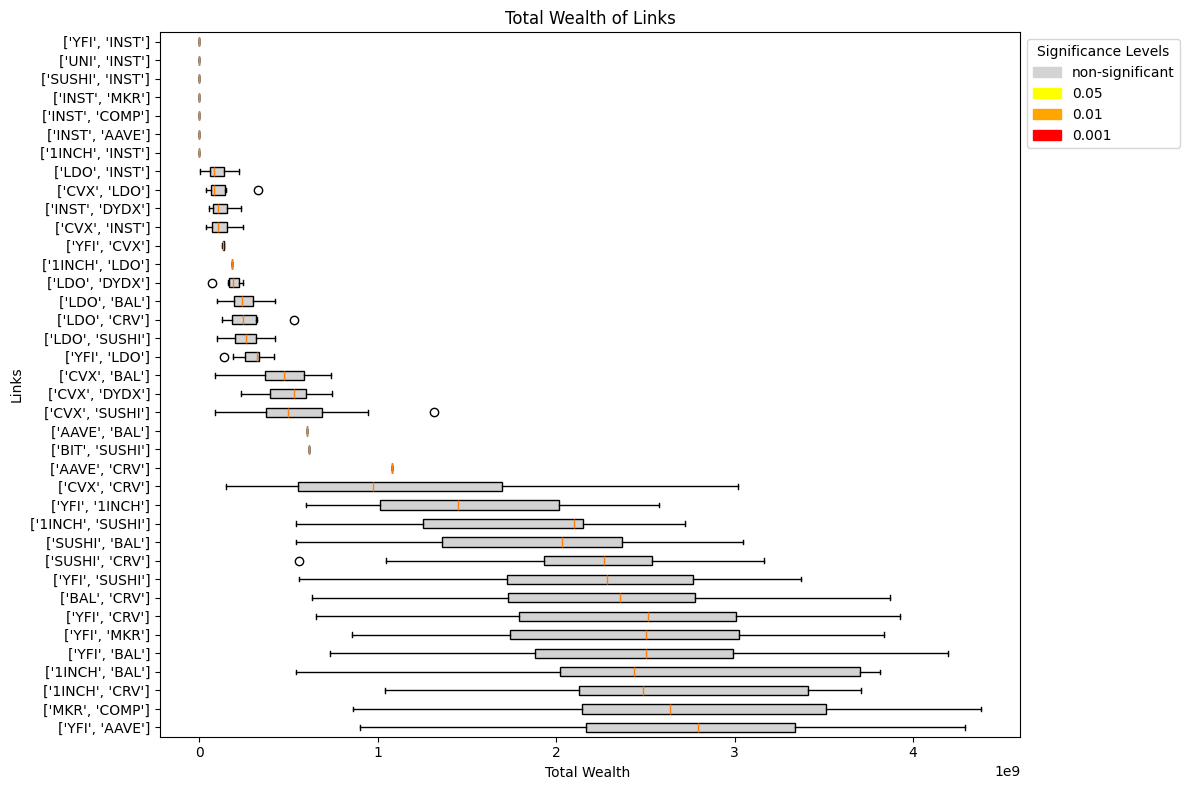 Total Wealth of Links
['YFI', 'INST']
['UNI', 'INST']
['SUSHI', 'INST']
['INST', 'MKR']
['INST', 'COMP']
['INST', 'AAVE']
['1INCH', 'INST']
['LDO', 'INST']
['CVX', 'LDO']
['INST', 'DYDX']
['CVX', 'INST']
['YFI', 'CVX']
['1INCH', 'LDO']
['LDO', 'DYDX']
['LDO', 'BAL']
['LDO', 'CRV']
['LDO', 'SUSHI']
['YFI', 'LDO']
['CVX', 'BAL']
['CVX', 'DYDX']
['CVX', 'SUSHI']
['AAVE', 'BAL']
['BIT', 'SUSHI']
['AAVE', 'CRV']
['CVX', 'CRV']
['YFI', '1INCH']
['1INCH', 'SUSHI']
['SUSHI', 'BAL']
['SUSHI', 'CRV']
['YFI', 'SUSHI']
['BAL', 'CRV']
['YFI', 'CRV']
['YFI', 'MKR']
['YFI', 'BAL']
['1INCH', 'BAL']
['1INCH', 'CRV']
['MKR', 'COMP']
['YFI', 'AAVE']
Links
0 1 2 3 4
1e9
Total Wealth
Significance Levels
non-significant
0.05
0.01
0.001